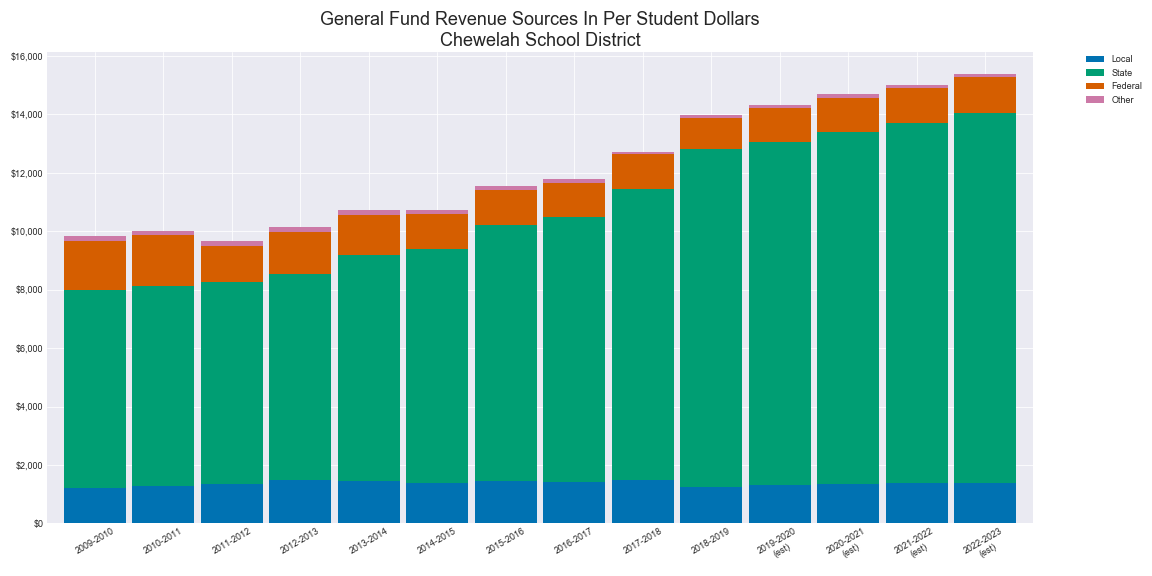 General Fund Revenue Sources In Per Student Dollars
Chewelah School District
$16,000
$14,000
$12,000
$10,000
$8,000
$6,000
$4,000
$2,000
$0
Local
State
Federal
Other
2009-2010
2010-2011
2011-2012
2012-2013
2013-2014
2014-2015
2015-2016
2016-2017
2017-2018
2018-2019
2019-2020
(est)
2020-2021
(est)
2021-2022
(est)
2022-2023
(est)